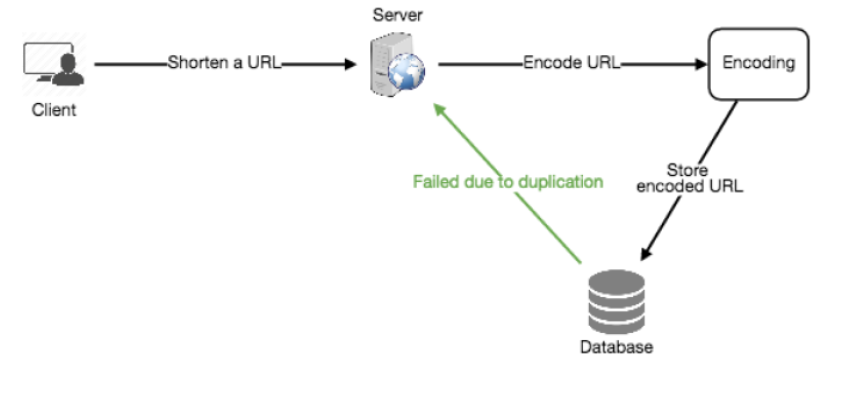 Server
Shorten a URL
Encode URL
Encoding
Client
Failed due to duplication
Store
encoded URL
Database